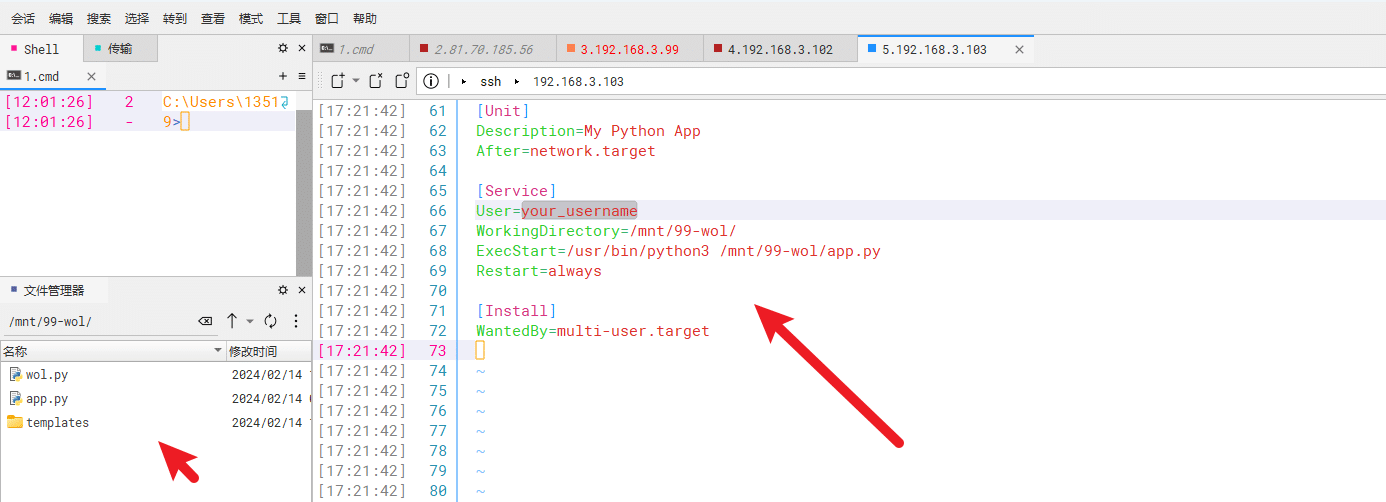 会话 编辑 搜索 选择 转到 查看 模式 工具 窗口 帮助
Shell 传输
1.cmd
[12:01:26] 2 C:\Users\1351
[12:01:26] - 9>
文件管理器
/mnt/99-wol/
名称 修改时间
wol.py 2024/02/14
app.py 2024/02/14
templates 2024/02/14
1.cmd 2.81.70.185.56 3.192.168.3.99 4.192.168.3.102 5.192.168.3.103
ssh 192.168.3.103
[17:21:42] 61 [Unit]
[17:21:42] 62 Description=My Python App
[17:21:42] 63 After=network.target
[17:21:42] 64
[17:21:42] 65 [Service]
[17:21:42] 66 User=your_username
[17:21:42] 67 WorkingDirectory=/mnt/99-wol/
[17:21:42] 68 ExecStart=/usr/bin/python3 /mnt/99-wol/app.py
[17:21:42] 69 Restart=always
[17:21:42] 70
[17:21:42] 71 [Install]
[17:21:42] 72 WantedBy=multi-user.target
[17:21:42] 73
[17:21:42] 74 ~
[17:21:42] 75 ~
[17:21:42] 76 ~
[17:21:42] 77 ~
[17:21:42] 78 ~
[17:21:42] 79 ~
[17:21:42] 80 ~